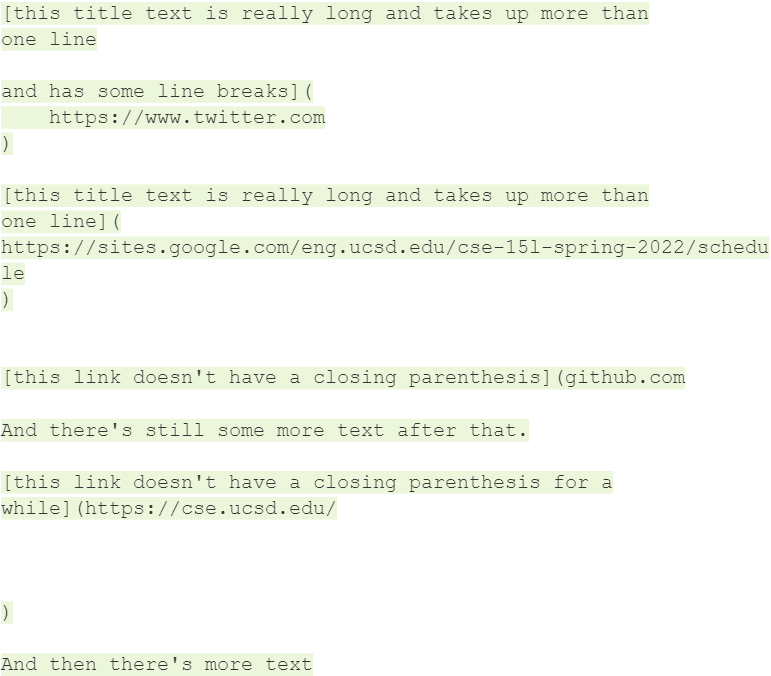 [this title text is really long and takes up more than
one line

and has some line breaks](
    https://www.twitter.com
)

[this title text is really long and takes up more than
one line](
https://sites.google.com/eng.ucsd.edu/cse-15l-spring-2022/schedu
le
)


[this link doesn't have a closing parenthesis](github.com

And there's still some more text after that.

[this link doesn't have a closing parenthesis for a
while](https://cse.ucsd.edu/



)

And then there's more text